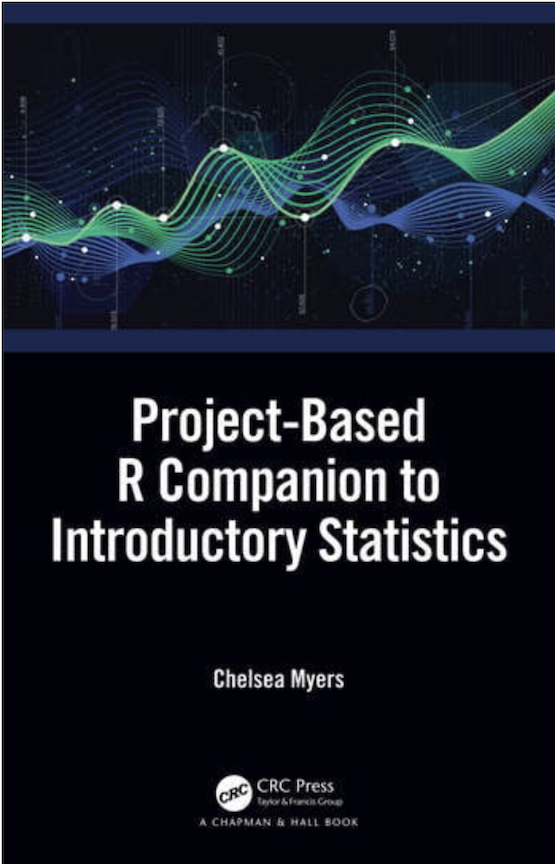 Project-Based
R Companion to
Introductory Statistics
Chelsea Myers
CRC
CRC Press
Taylor & Francis Group
A CHAPMAN & HALL BOOK